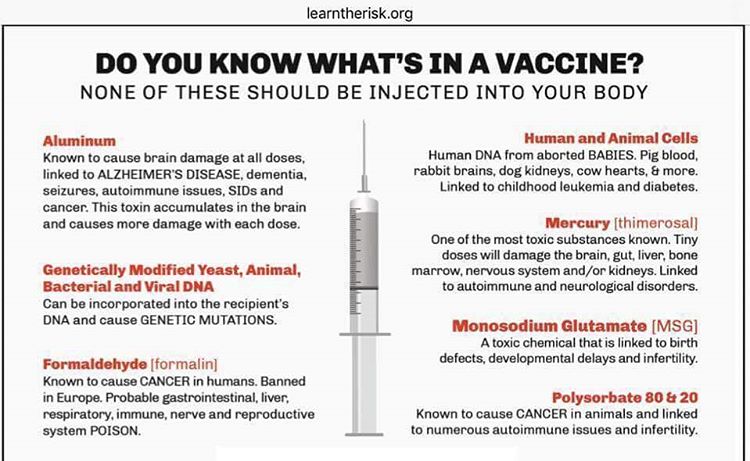 learntherisk.org
DO YOU KNOW WHAT'S IN A VACCINE?
NONE OF THESE SHOULD BE INJECTED INTO YOUR BODY
Aluminum
Known to cause brain damage at all doses,
linked to ALZHEIMER'S DISEASE, dementia,
seizures, autoimmune issues, SIDs and
cancer. This toxin accumulates in the brain
and causes more damage with each dose.
Genetically Modified Yeast, Animal,
Bacterial and Viral DNA
Can be incorporated into the recipient's
DNA and cause GENETIC MUTATIONS.
Formaldehyde [formalin]
Known to cause CANCER in humans. Banned
in Europe. Probable gastrointestinal, liver,
respiratory, immune, nerve and reproductive
system POISON.
Human and Animal Cells
Human DNA from aborted BABIES. Pig blood,
rabbit brains, dog kidneys, cow hearts, & more.
Linked to childhood leukemia and diabetes.
Mercury [thimerosal]
One of the most toxic substances known. Tiny
doses will damage the brain, gut, liver, bone
marrow, nervous system and/or kidneys. Linked
to autoimmune and neurological disorders.
Monosodium Glutamate [MSG]
A toxic chemical that is linked to birth
defects, developmental delays and infertility.
Polysorbate 80 & 20
Known to cause CANCER in animals and linked
to numerous autoimmune issues and infertility.